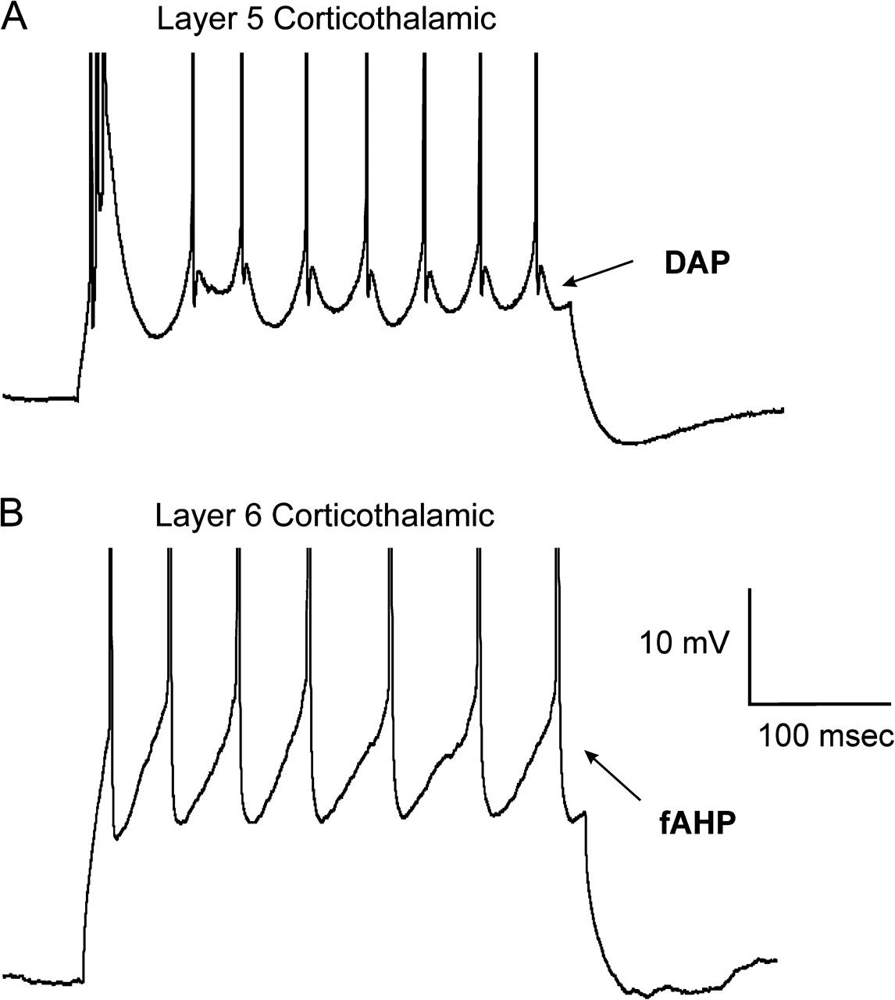 A
Layer 5 Corticothalamic
DAP
B
Layer 6 Corticothalamic
10 mV
100 msec
fAHP